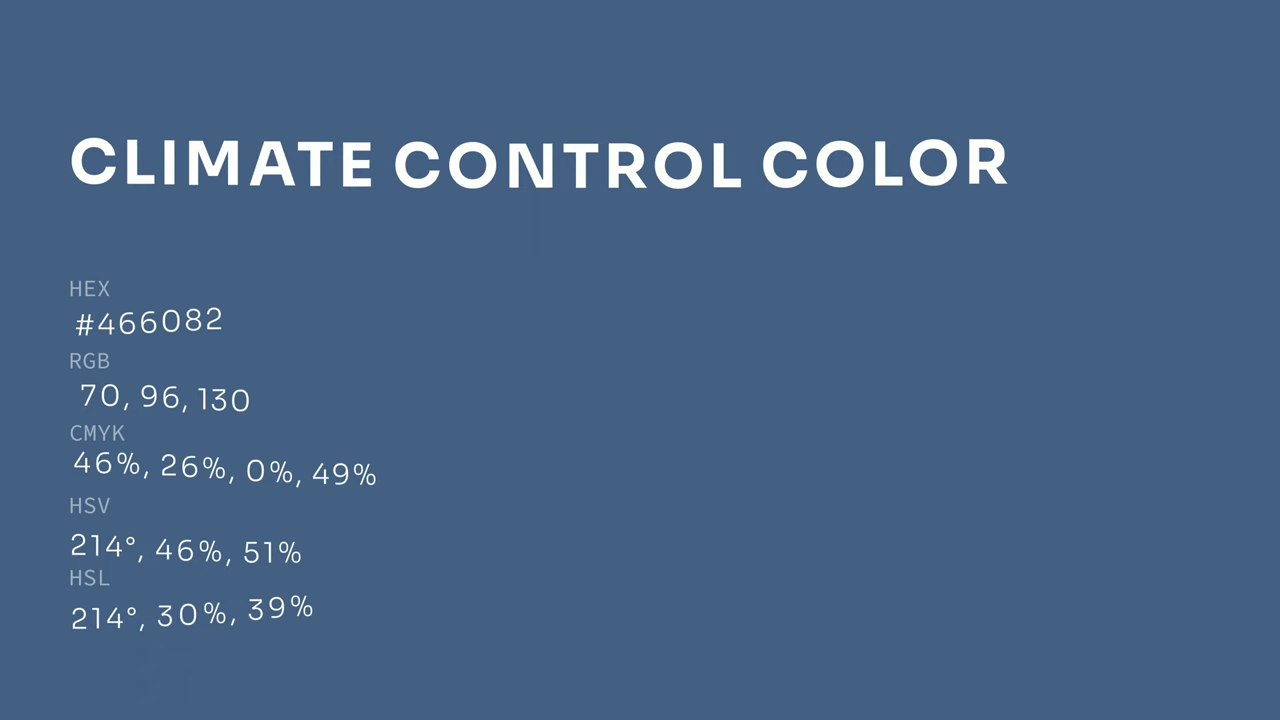 CLIMATE CONTROL COLOR
HEX
#466082
RGB
70, 96, 130
CMYK
46%, 26%, 0%, 49%
HSV
214°, 46%, 51%
HSL
214°, 30%, 39%